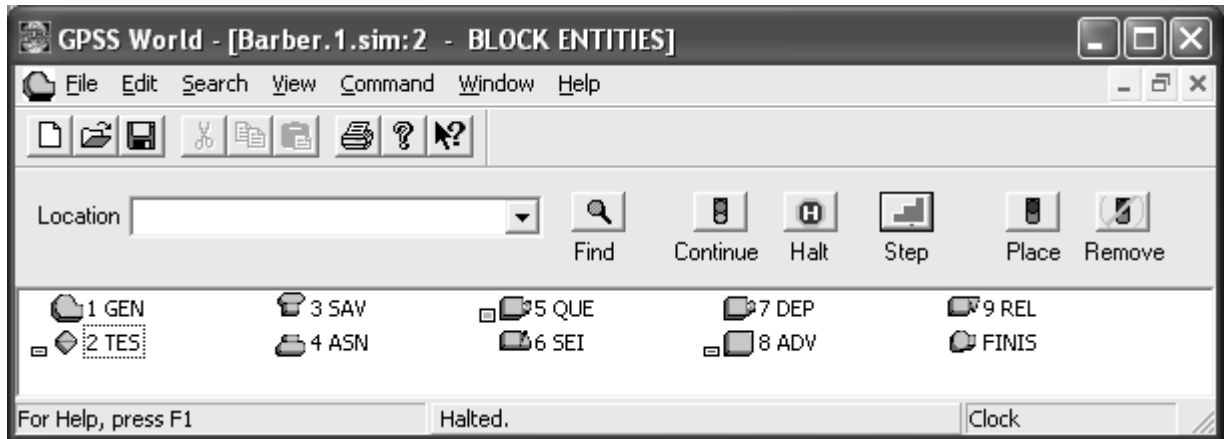 GPSS World - [Barber.1.sim:2 - BLOCK ENTITIES]
File Edit Search View Command Window Help
Location Find Continue Halt Step Place Remove
1 GEN 3 SAV 5 QUE 7 DEP 9 REL
2 TES 4 ASN 6 SEI 8 ADV FINIS
For Help, press F1 Halted. Clock